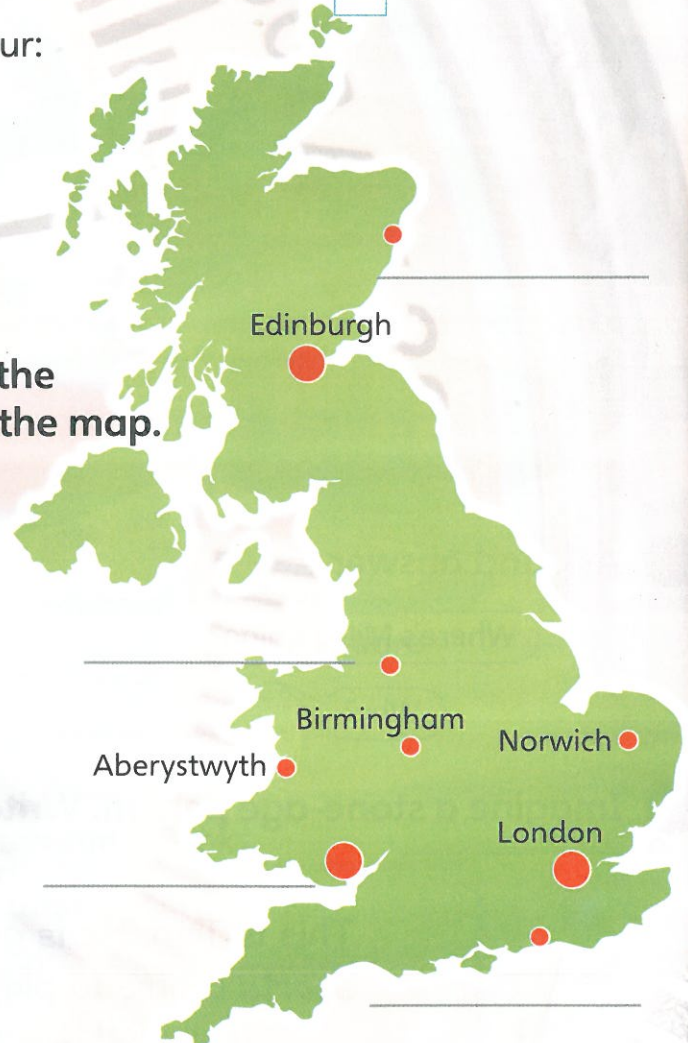 ur:
Edinburgh
the
the map.
Birmingham
Norwich
Aberystwyth
London